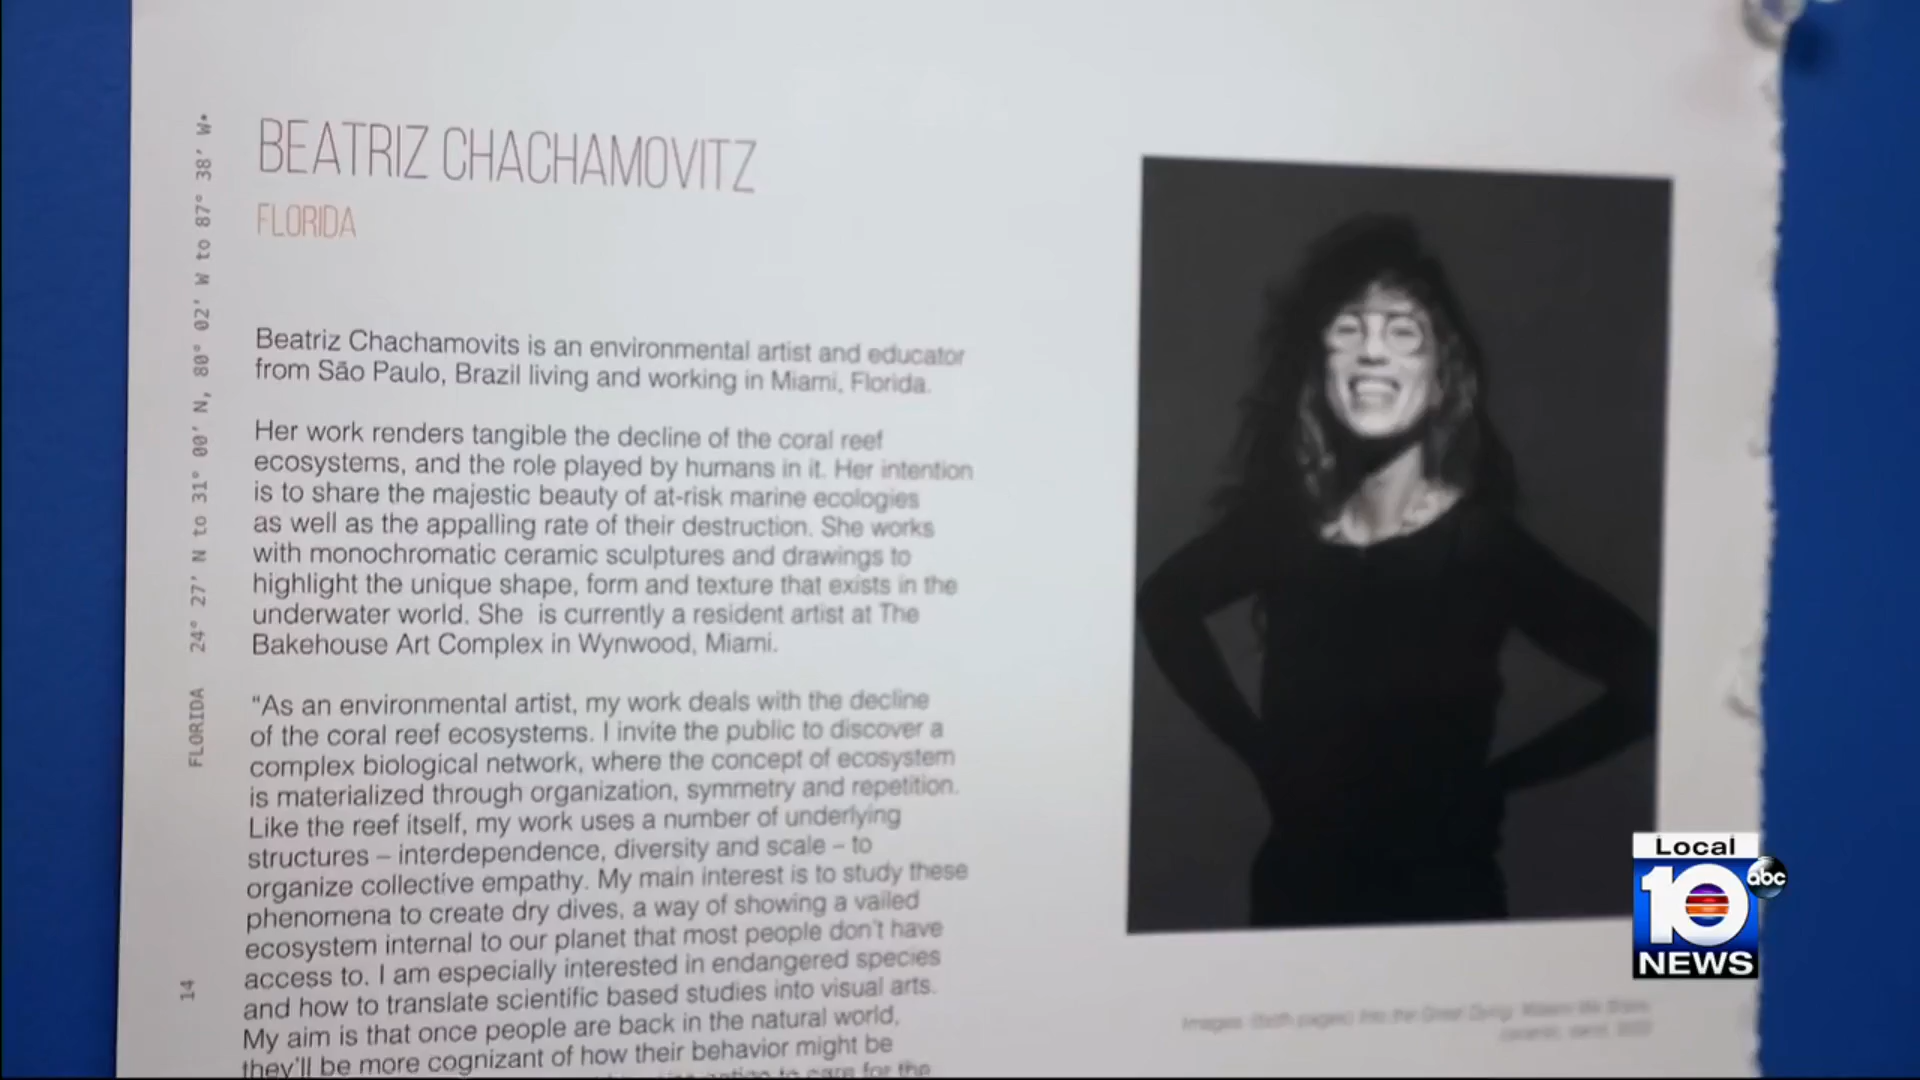 BEATRIZ CHACHAMOVITZ
FLORIDA
Beatriz Chachamovits is an environmental artist and educator
from São Paulo, Brazil living and working in Miami, Florida.
Her work renders tangible the decline of the coral reef
ecosystems, and the role played by humans in it. Her intention
is to share the majestic beauty of at-risk marine ecologies
as well as the appalling rate of their destruction. She works
with monochromatic ceramic sculptures and drawings to
highlight the unique shape, form and texture that exists in the
underwater world. She is currently a resident artist at The
Bakehouse Art Complex in Wynwood, Miami.
“As an environmental artist, my work deals with the decline
of the coral reef ecosystems. I invite the public to discover a
complex biological network, where the concept of ecosystem
is materialized through organization, symmetry and repetition.
Like the reef itself, my work uses a number of underlying
structures – interdependence, diversity and scale – to
organize collective empathy. My main interest is to study these
phenomena to create dry dives, a way of showing a vailed
ecosystem internal to our planet that most people don't have
access to. I am especially interested in endangered species
and how to translate scientific based studies into visual arts.
My aim is that once people are back in the natural world,
they'll be more cognizant of how their behavior might be
to care for the
14 FLORIDA 24° 27' N to 31° 00' N, 80° 02' W to 87° 38' W•
Images (both pages) Into the Great Dying:
Local
10
abc
NEWS